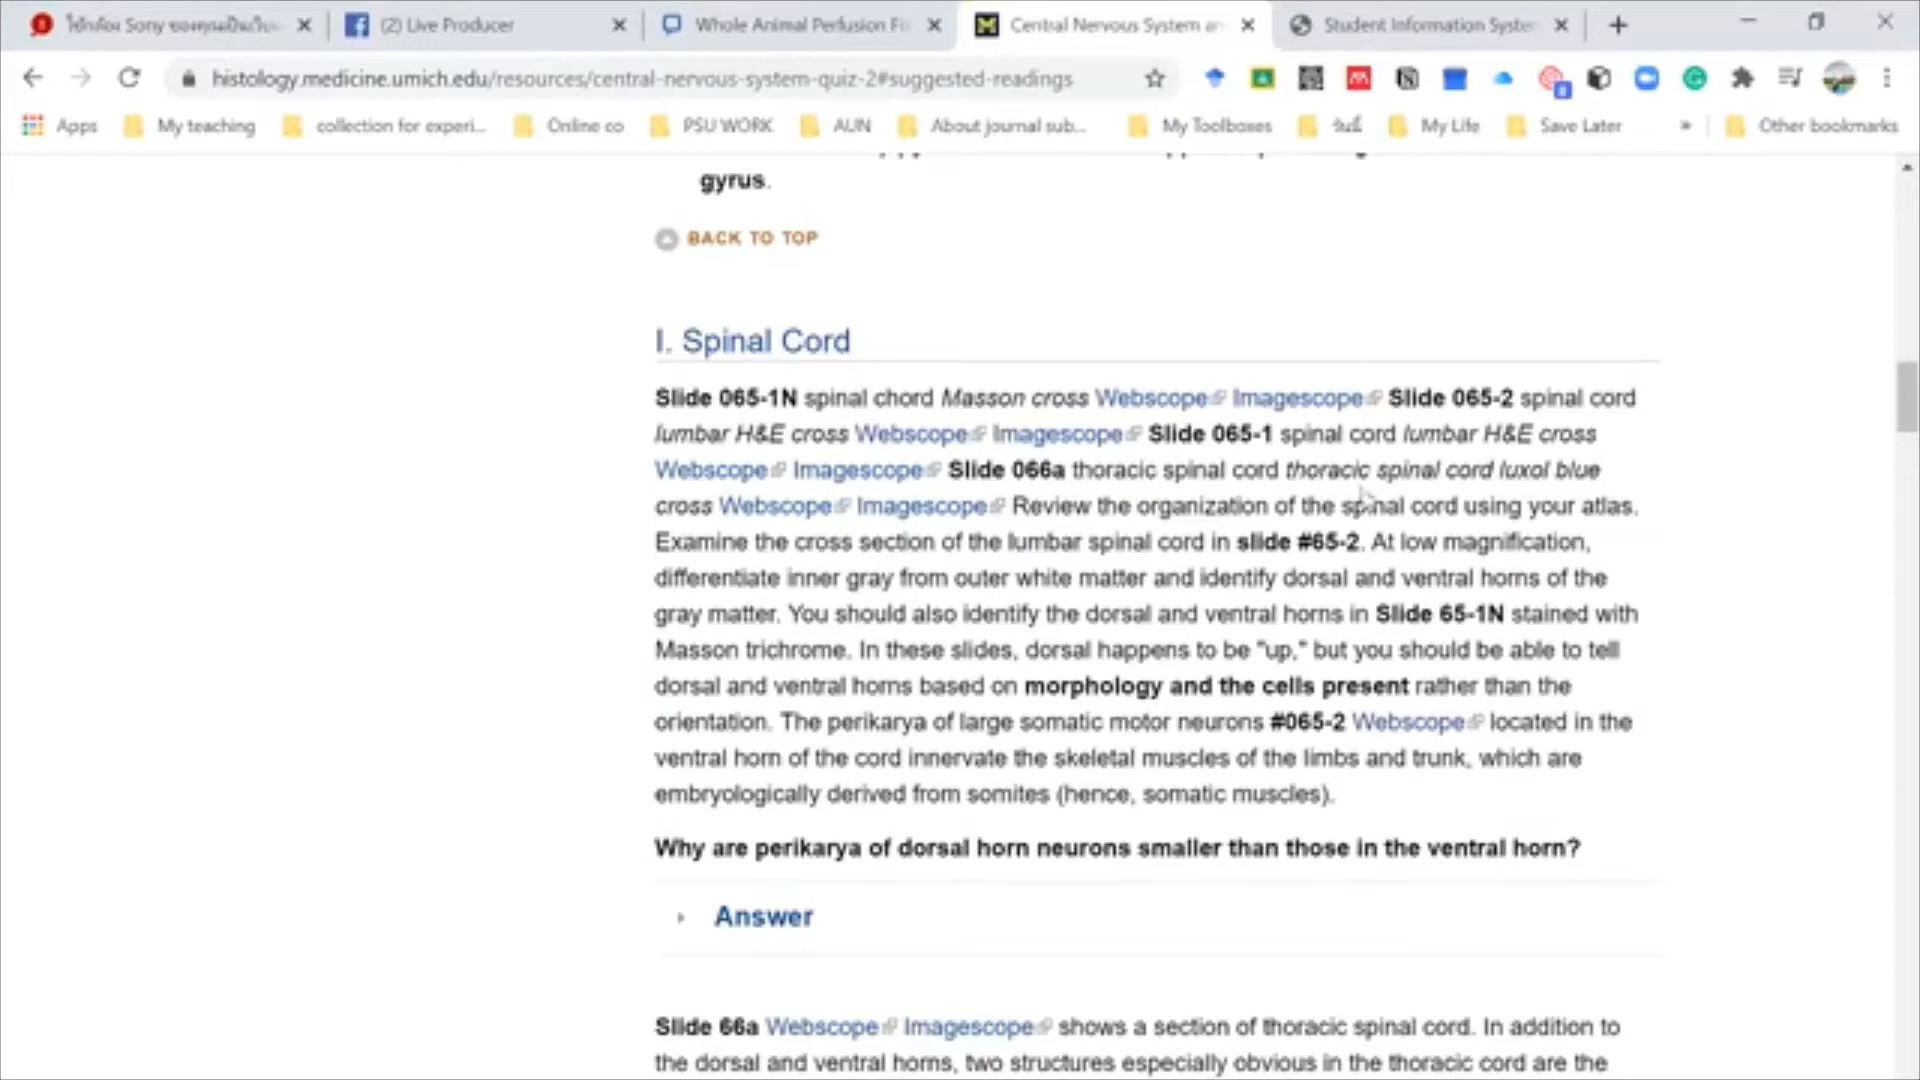 (2) Live Producer
Whole Animal Perfusion Fi
Central Nervous System an
Student Information Syste
histology.medicine.umich.edu/resources/central-nervous-system-quiz-2#suggested-readings
Apps
My teaching
collection for experi...
Online co
PSU WORK
AUN
About journal sub...
My Toolboxes
วันนี้
My Life
Save Later
»
Other bookmarks
gyrus.
BACK TO TOP
I. Spinal Cord
Slide 065-1N spinal chord Masson cross Webscope Imagescope Slide 065-2 spinal cord
lumbar H&E cross Webscope Imagescope Slide 065-1 spinal cord lumbar H&E cross
Webscope Imagescope Slide 066a thoracic spinal cord thoracic spinal cord luxol blue
cross Webscope Imagescope Review the organization of the spinal cord using your atlas.
Examine the cross section of the lumbar spinal cord in slide #65-2. At low magnification,
differentiate inner gray from outer white matter and identify dorsal and ventral horns of the
gray matter. You should also identify the dorsal and ventral horns in Slide 65-1N stained with
Masson trichrome. In these slides, dorsal happens to be "up," but you should be able to tell
dorsal and ventral horns based on morphology and the cells present rather than the
orientation. The perikarya of large somatic motor neurons #065-2 Webscope located in the
ventral horn of the cord innervate the skeletal muscles of the limbs and trunk, which are
embryologically derived from somites (hence, somatic muscles).
Why are perikarya of dorsal horn neurons smaller than those in the ventral horn?
Answer
Slide 66a Webscope Imagescope shows a section of thoracic spinal cord. In addition to
the dorsal and ventral horns, two structures especially obvious in the thoracic cord are the